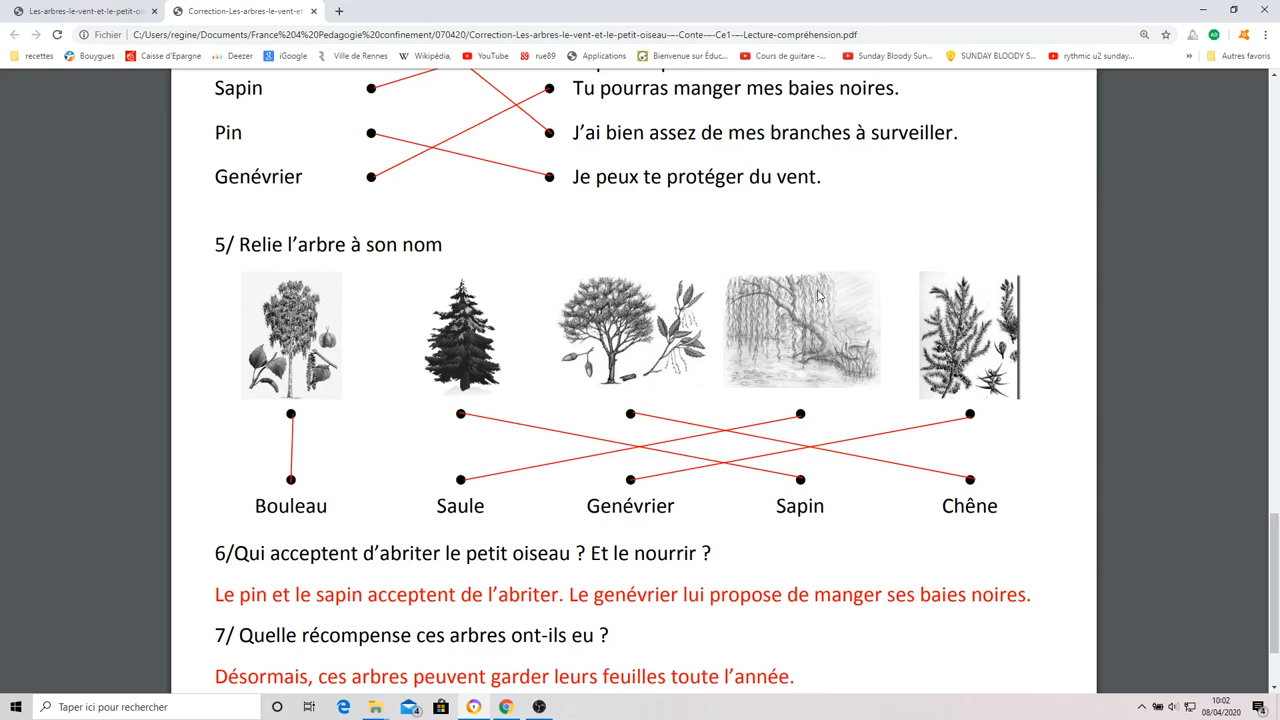 Les-arbres-le-vent-et-le-petit-ois
Correction-Les-arbres-le-vent-et
Fichier
C:/Users/regine/Documents/France%204%20Pedagogie%20confinement/070420/Correction-Les-arbres-le-vent-et-le-petit-oiseau-–-Conte-–-Ce1-–-Lecture-compréhension.pdf
recettes
Bouygues
Caisse d'Epargne
Deezer
iGoogle
Ville de Rennes
Wikipédia,
YouTube
rue89
Applications
Bienvenue sur Éduc...
Cours de guitare -...
Sunday Bloody Sun...
SUNDAY BLOODY S...
rythmic u2 sunday...
»
Autres favoris
Sapin
Tu pourras manger mes baies noires.
Pin
J'ai bien assez de mes branches à surveiller.
Genévrier
Je peux te protéger du vent.
5/ Relie l'arbre à son nom
Bouleau
Saule
Genévrier
Sapin
Chêne
6/Qui acceptent d'abriter le petit oiseau ? Et le nourrir ?
Le pin et le sapin acceptent de l'abriter. Le genévrier lui propose de manger ses baies noires.
7/ Quelle récompense ces arbres ont-ils eu ?
Désormais, ces arbres peuvent garder leurs feuilles toute l'année.
Taper ici pour rechercher
4
10:02
08/04/2020
4